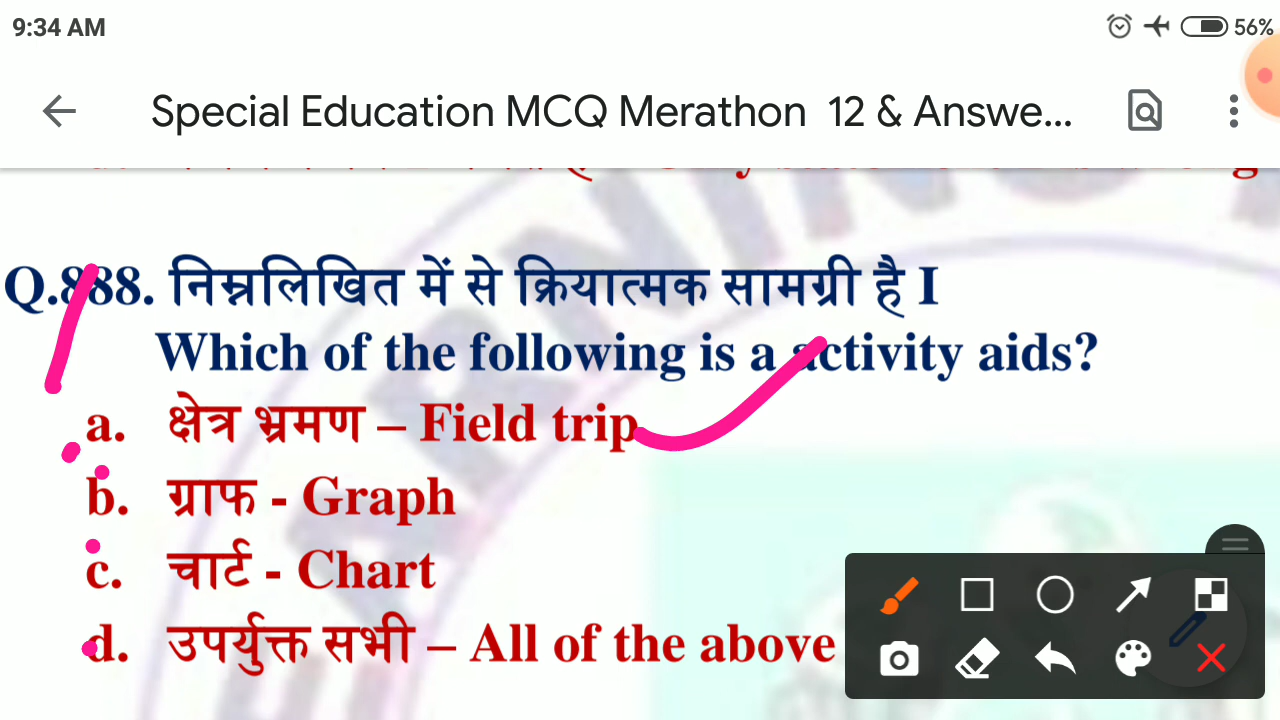 9:34 AM
56%
Special Education MCQ Merathon 12 & Answe...
Q.888. निम्नलिखित में से क्रियात्मक सामग्री है I
Which of the following is a activity aids?
a. क्षेत्र भ्रमण – Field trip
b. ग्राफ - Graph
c. चार्ट - Chart
d. उपर्युक्त सभी – All of the above